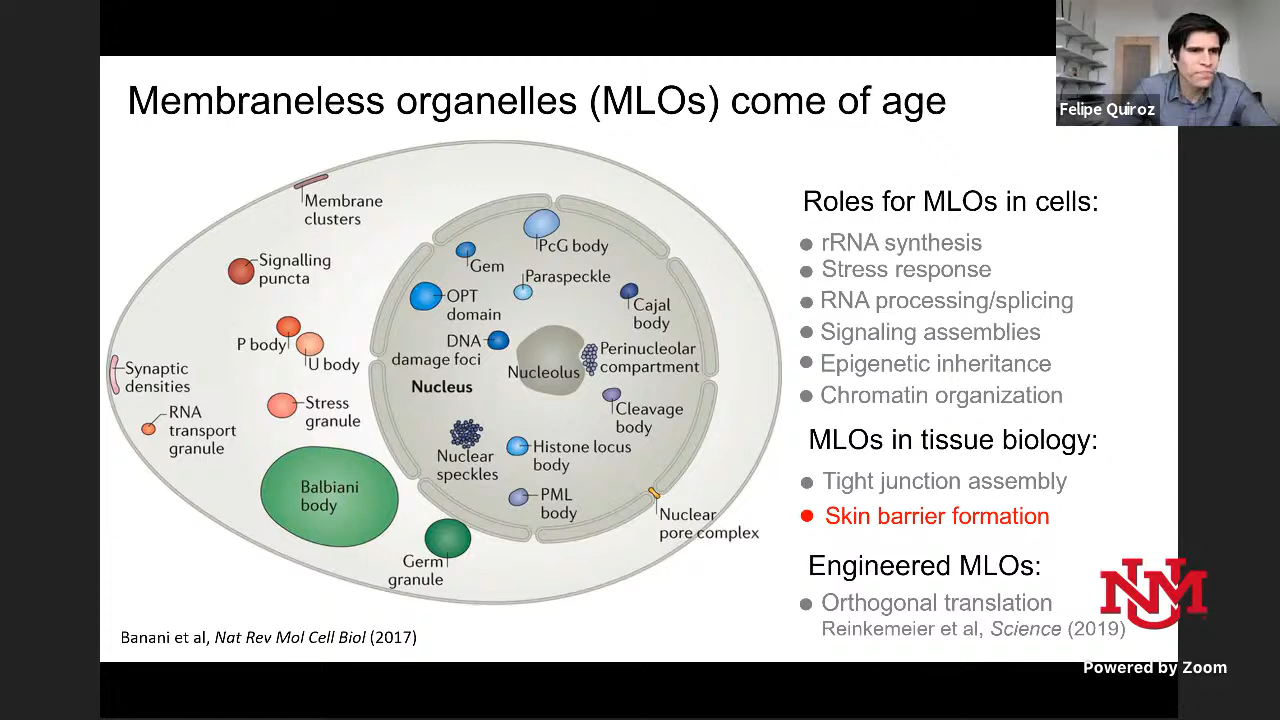 Felipe Quiroz
Membraneless organelles (MLOs) come of age
Membrane
clusters
Signalling
puncta
P body
U body
Synaptic
densities
RNA
transport
granule
Stress
granule
Balbiani
body
Germ
granule
PcG body
Gem
Paraspeckle
OPT
domain
Cajal
body
DNA
damage foci
Nucleus
Nucleolus
Perinucleolar
compartment
Cleavage
body
Nuclear
speckles
Histone locus
body
PML
body
Nuclear
pore complex
Banani et al, Nat Rev Mol Cell Biol (2017)
Roles for MLOs in cells:
rRNA synthesis
Stress response
RNA processing/splicing
Signaling assemblies
Epigenetic inheritance
Chromatin organization
MLOs in tissue biology:
Tight junction assembly
Skin barrier formation
Engineered MLOs:
Orthogonal translation
Reinkemeier et al, Science (2019)
UNM
Powered by Zoom